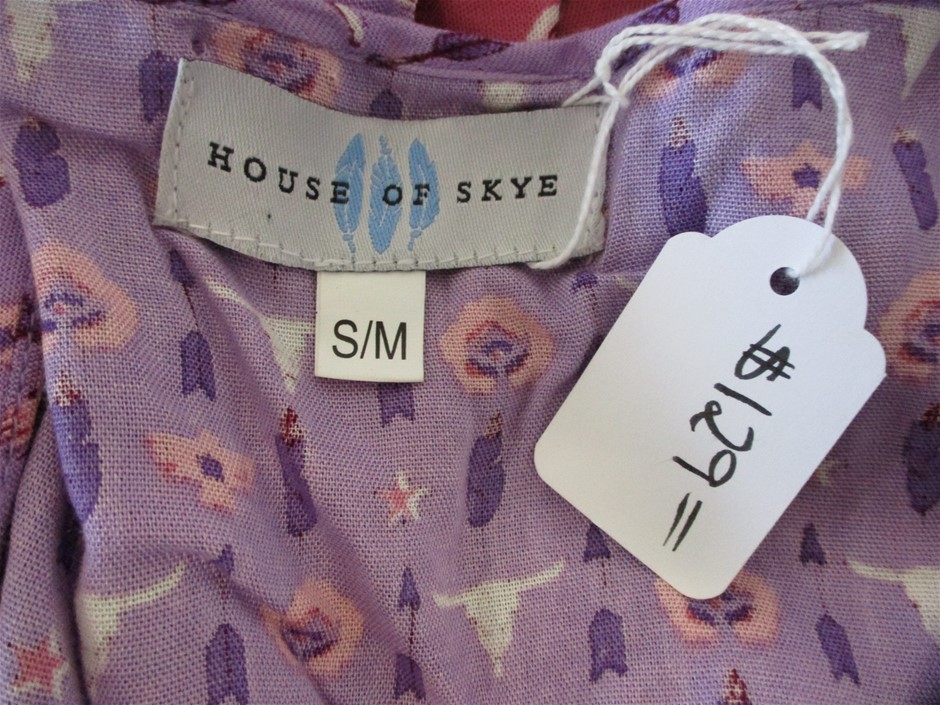 HOUSE OF SKYE
S/M
$129=